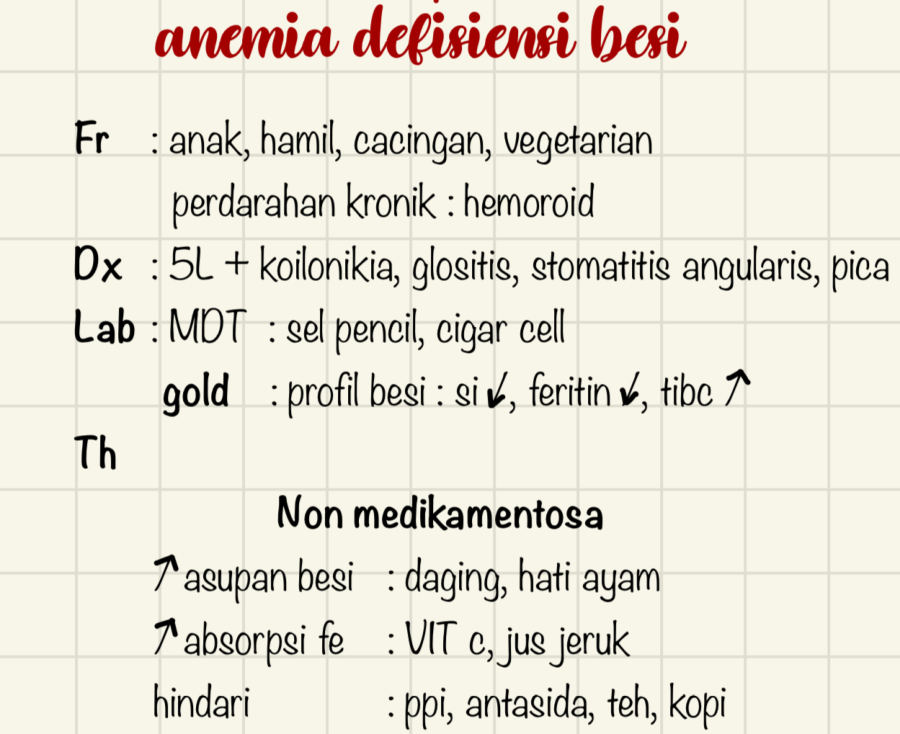 anemia defisiensi besi
Fr : anak, hamil, cacingan, vegetarian
perdarahan kronik : hemoroid
Dx : 5L + koilonikia, glositis, stomatitis angularis, pica
Lab : MDT : sel pencil, cigar cell
gold : profil besi : si ↓, feritin ↓, tibc ↑
Th
Non medikamentosa
↑ asupan besi : daging, hati ayam
↑ absorpsi fe : VIT c, jus jeruk
hindari : ppi, antasida, teh, kopi